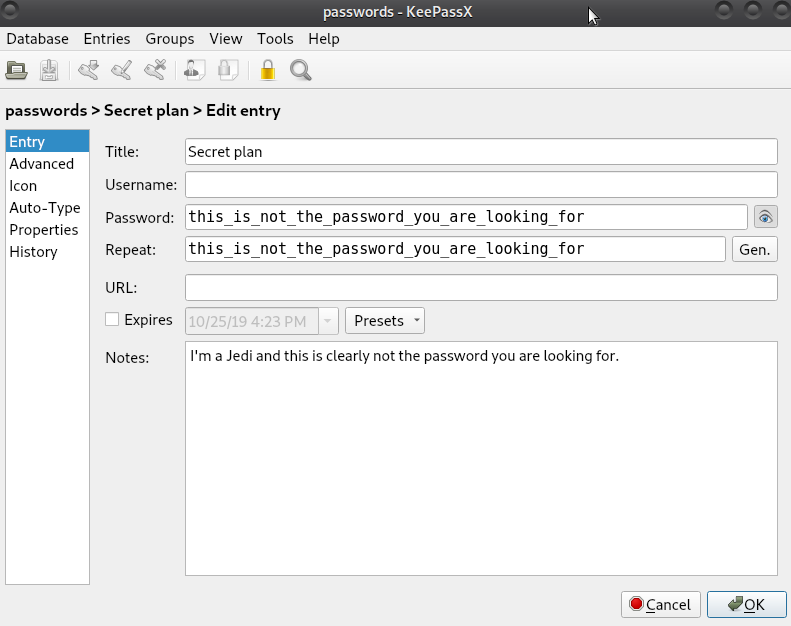 passwords - KeePassX
Database Entries Groups View Tools Help
passwords > Secret plan > Edit entry
Entry
Advanced
Icon
Auto-Type
Properties
History
Title: Secret plan
Username:
Password: this_is_not_the_password_you_are_looking_for
Repeat: this_is_not_the_password_you_are_looking_for
Gen.
URL:
Expires 10/25/19 4:23 PM Presets
Notes: I'm a Jedi and this is clearly not the password you are looking for.
Cancel OK